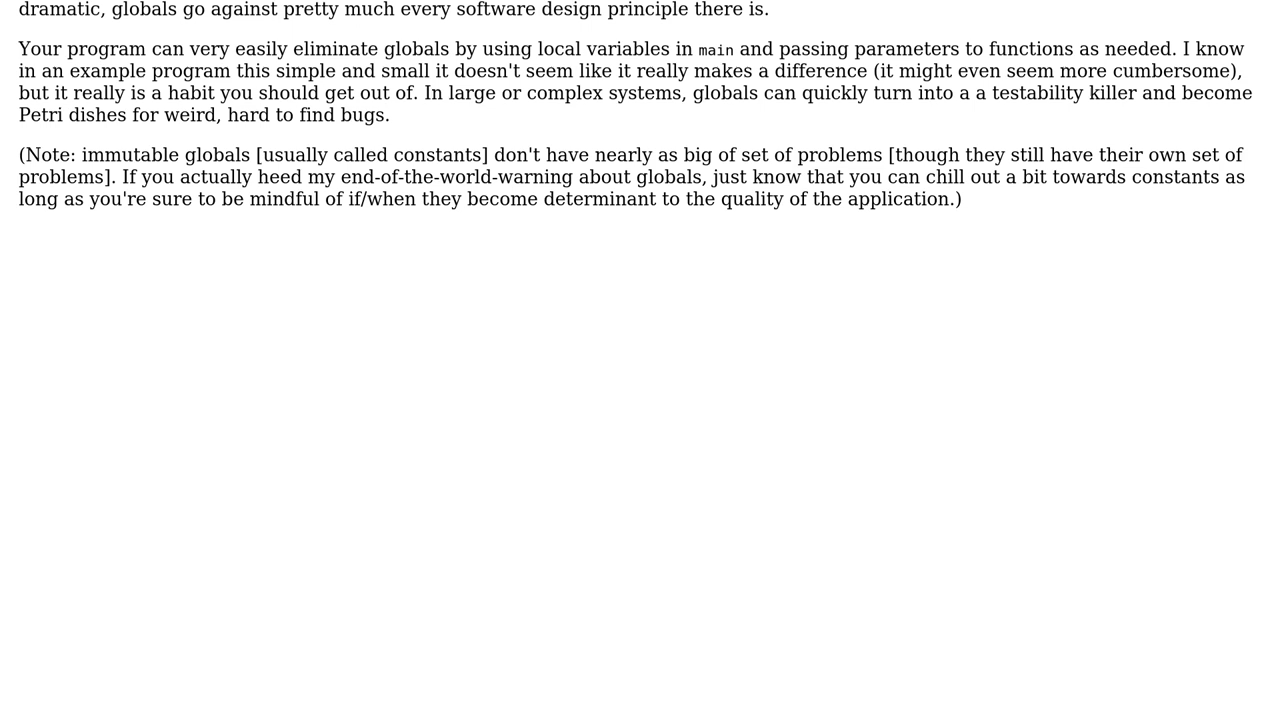 dramatic, globals go against pretty much every software design principle there is.
Your program can very easily eliminate globals by using local variables in main and passing parameters to functions as needed. I know
in an example program this simple and small it doesn't seem like it really makes a difference (it might even seem more cumbersome),
but it really is a habit you should get out of. In large or complex systems, globals can quickly turn into a a testability killer and become
Petri dishes for weird, hard to find bugs.
(Note: immutable globals [usually called constants] don't have nearly as big of set of problems [though they still have their own set of
problems]. If you actually heed my end-of-the-world-warning about globals, just know that you can chill out a bit towards constants as
long as you're sure to be mindful of if/when they become determinant to the quality of the application.)